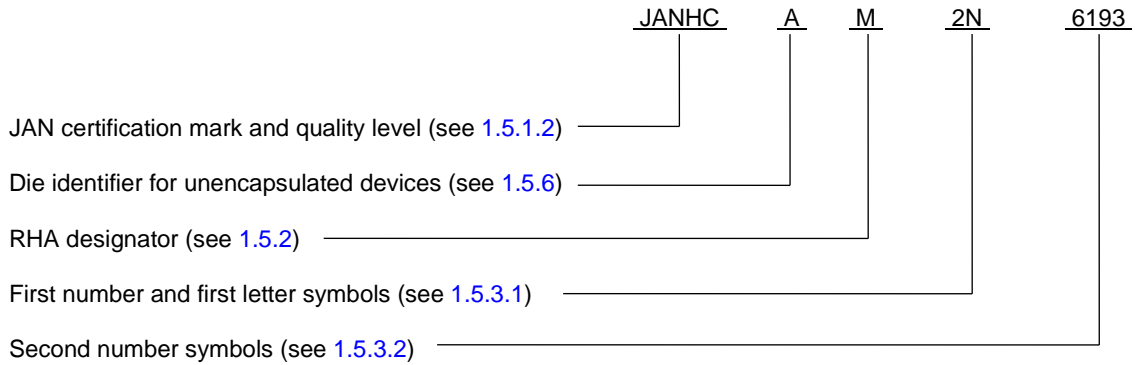 JANHC A M 2N 6193
JAN certification mark and quality level (see 1.5.1.2)
Die identifier for unencapsulated devices (see 1.5.6)
RHA designator (see 1.5.2)
First number and first letter symbols (see 1.5.3.1)
Second number symbols (see 1.5.3.2)